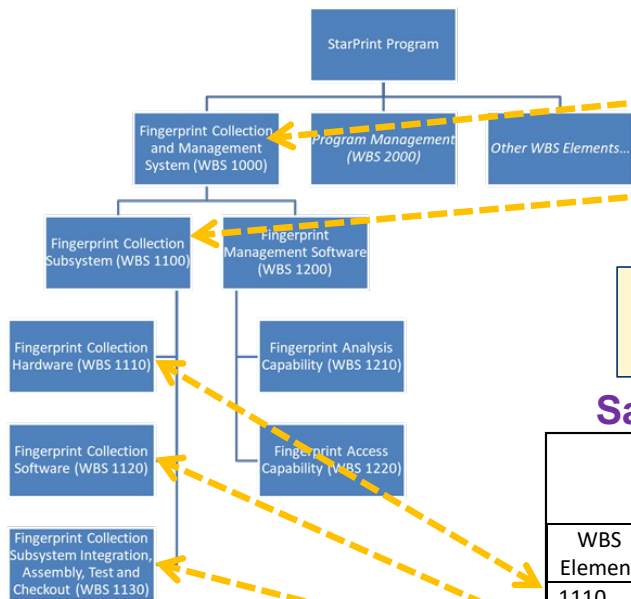 StarPrint Program
Fingerprint Collection
and Management
System (WBS 1000)
Program Management
(WBS 2000)
Other WBS Elements...
Fingerprint Collection
Subsystem (WBS 1100)
Fingerprint
Management Software
(WBS 1200)
Fingerprint Collection
Hardware (WBS 1110)
Fingerprint Analysis
Capability (WBS 1210)
Fingerprint Collection
Software (WBS 1120)
Fingerprint Access
Capability (WBS 1220)
Fingerprint Collection
Subsystem Integration,
Assembly, Test and
Checkout (WBS 1130)
Sa
WBS
Elemen
1110